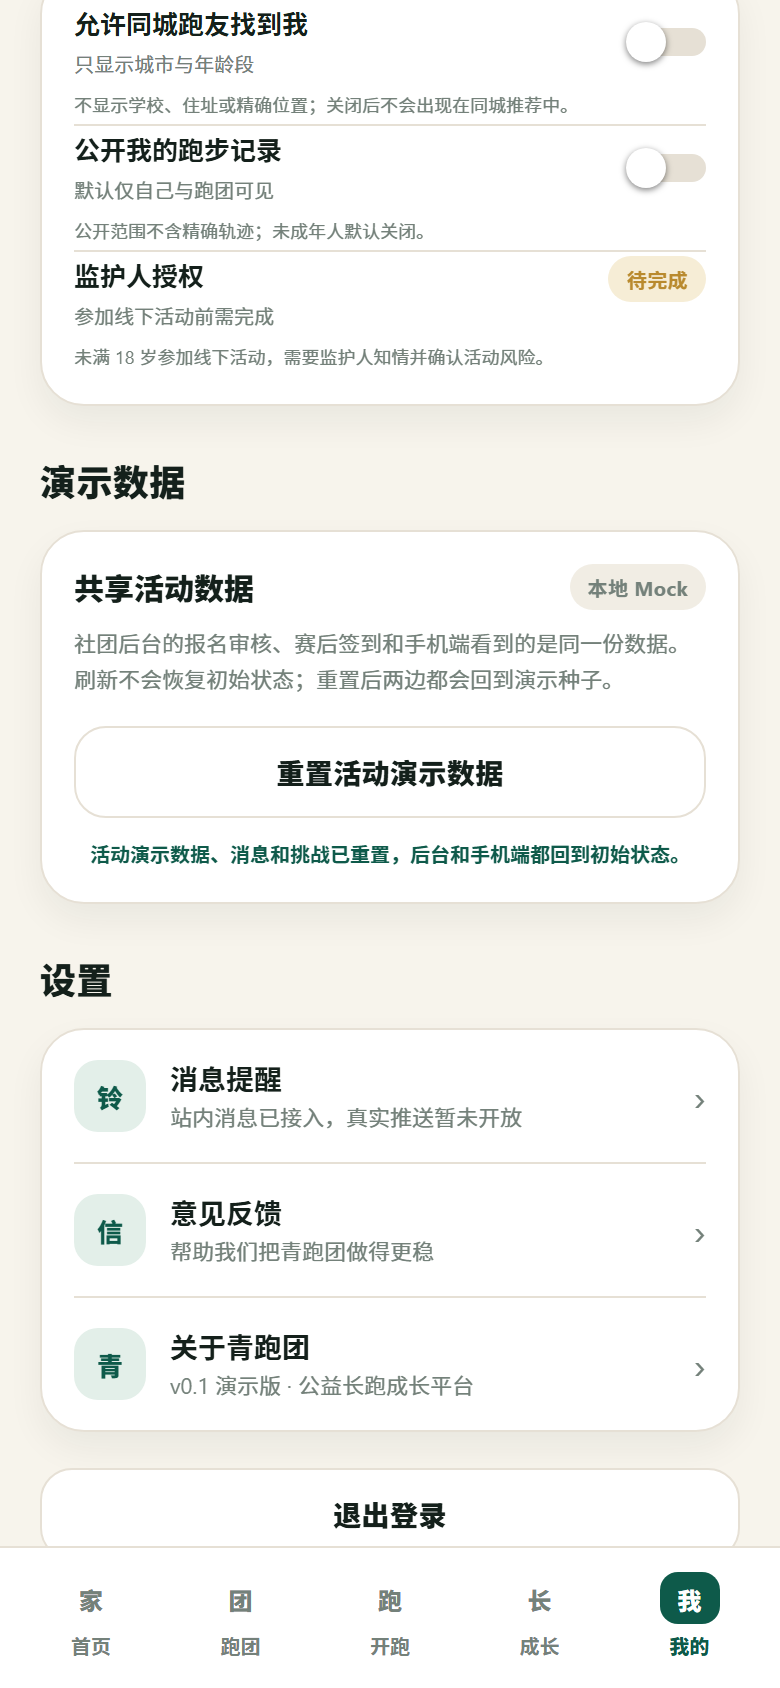 允许同城跑友找到我
只显示城市与年龄段
不显示学校、住址或精确位置；关闭后不会出现在同城推荐中。
公开我的跑步记录
默认仅自己与跑团可见
公开范围不含精确轨迹；未成年人默认关闭。
监护人授权
待完成
参加线下活动前需完成
未满 18 岁参加线下活动，需要监护人知情并确认活动风险。
演示数据
共享活动数据
本地 Mock
社团后台的报名审核、赛后签到和手机端看到的是同一份数据。
刷新不会恢复初始状态；重置后两边都会回到演示种子。
重置活动演示数据
活动演示数据、消息和挑战已重置，后台和手机端都回到初始状态。
设置
铃
消息提醒
站内消息已接入，真实推送暂未开放
›
信
意见反馈
帮助我们把青跑团做得更稳
›
青
关于青跑团
v0.1 演示版 · 公益长跑成长平台
›
退出登录
家 团 跑 长 我
首页 跑团 开跑 成长 我的